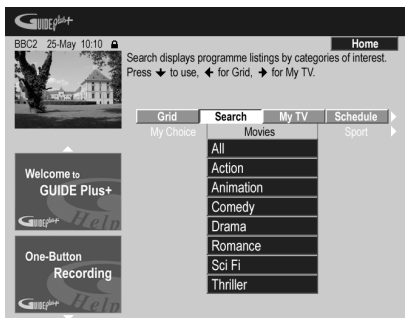 GUIDE Plus+
BBC2 25-May 10:10
Home
Search displays programme listings by categories of interest.
Press to use, for Grid, for My TV.
Grid Search My TV Schedule
My Choice Movies Sport
All
Action
Animation
Comedy
Drama
Romance
Sci Fi
Thriller
Welcome to
GUIDE Plus+
GUIDE Plus+ Help
One-Button
Recording
GUIDE Plus+ Help